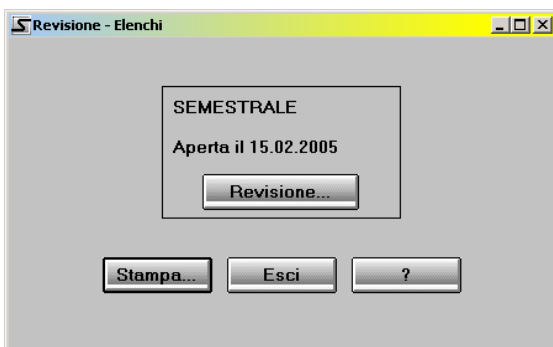 Revisione - Elenchi
SEMESTRALE
Aperta il 15.02.2005
Revisione...
Stampa... Esci ?